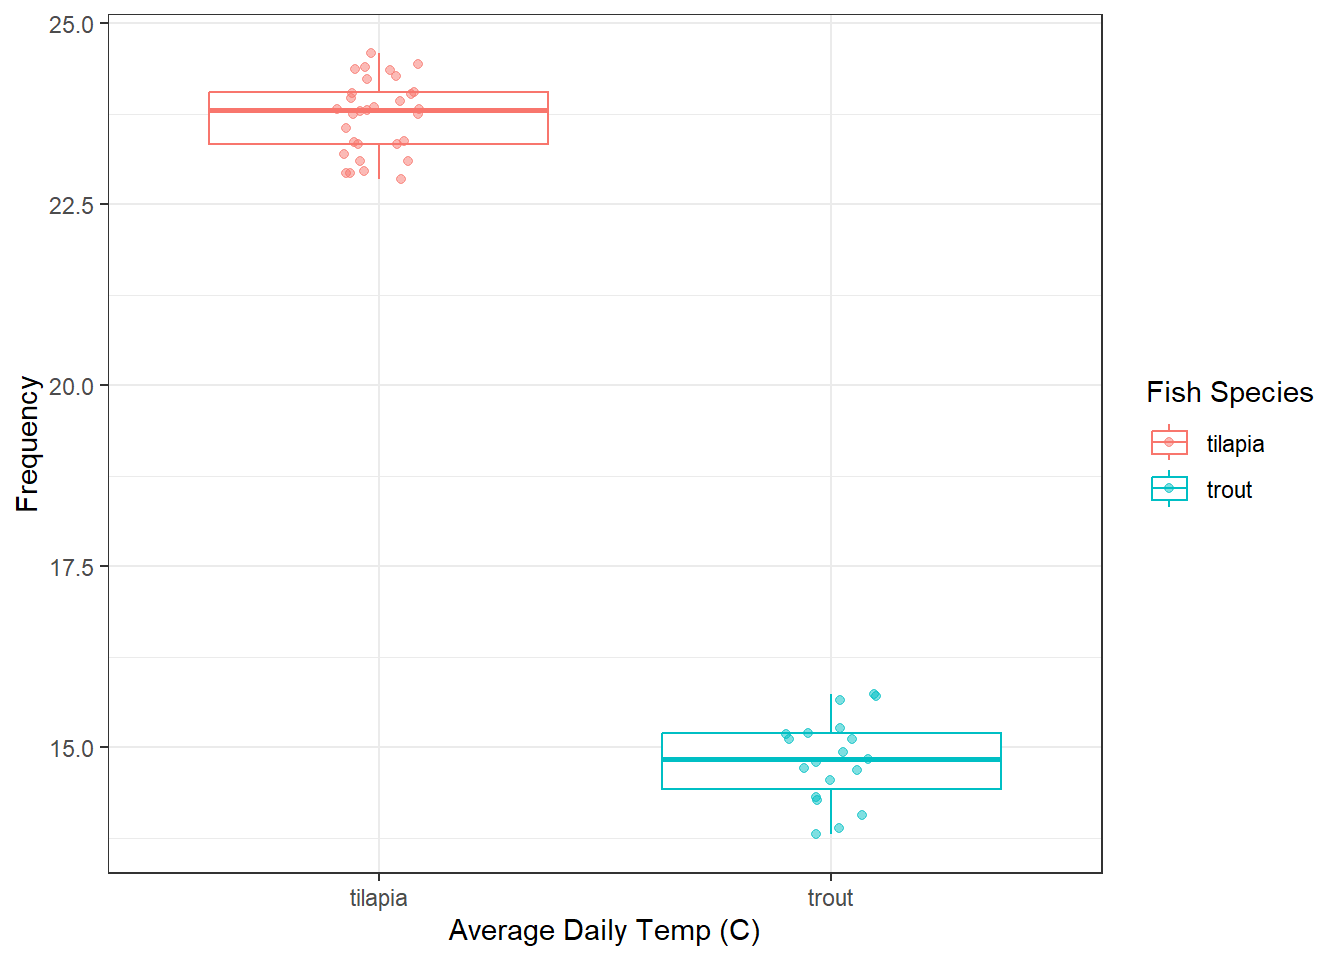 25.0
22.5
20.0
17.5
15.0
Frequency
tilapia
trout
Average Daily Temp (C)
Fish Species
tilapia
trout